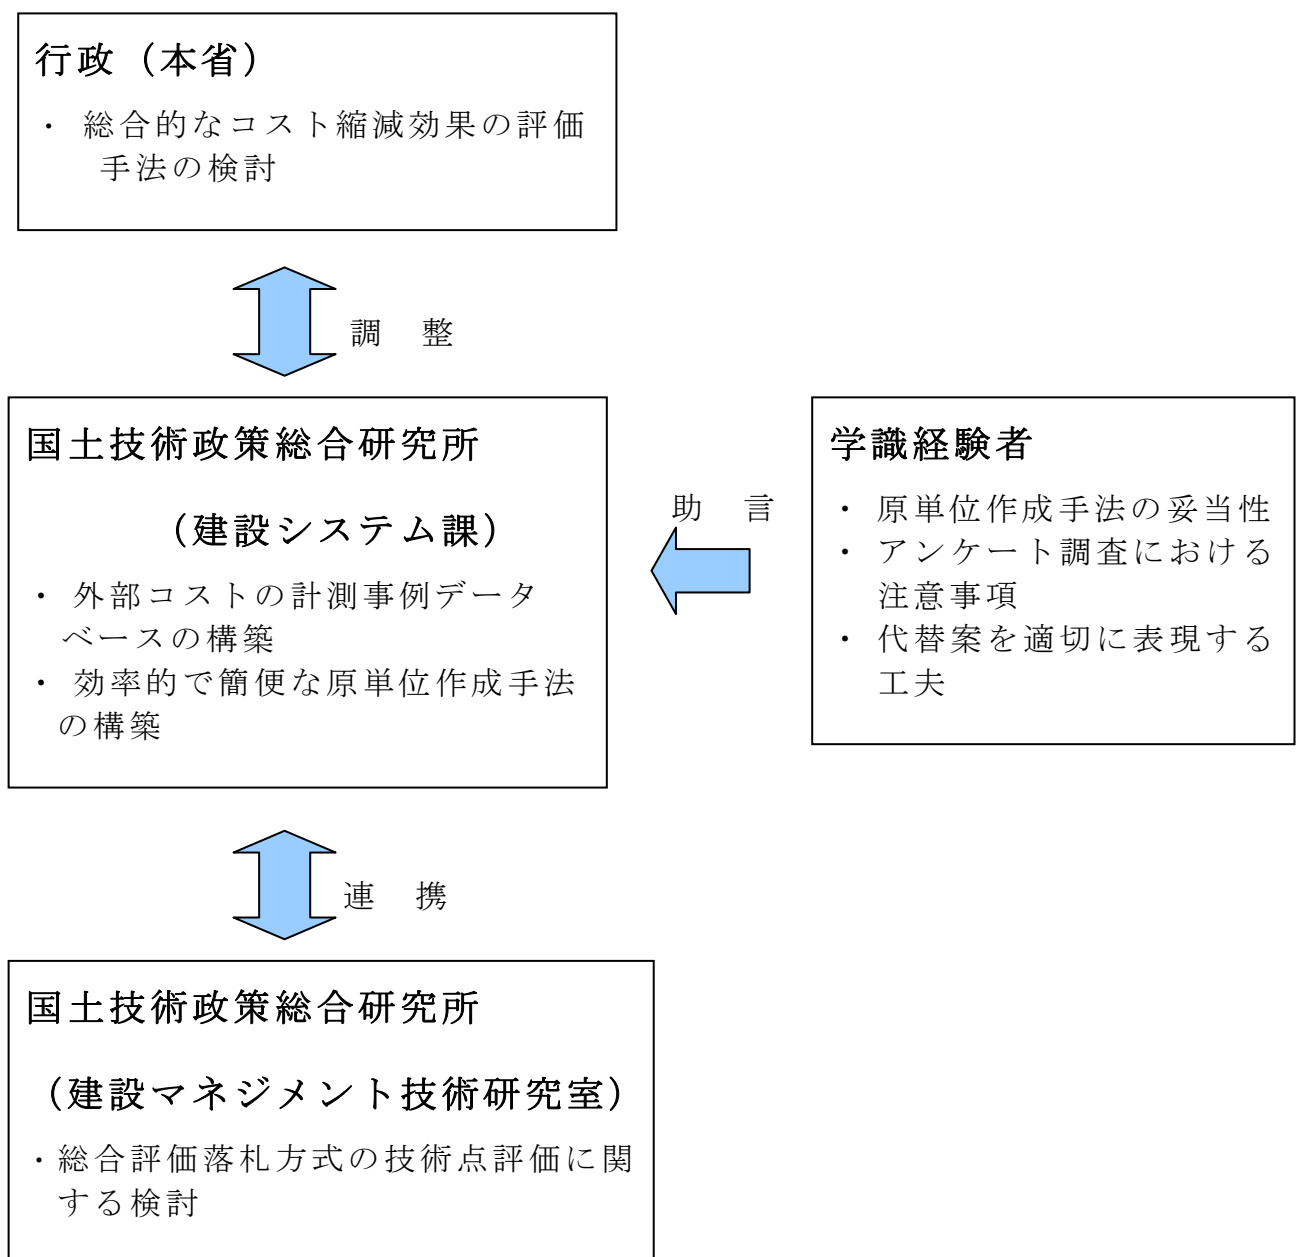 行政（本省）
・ 総合的なコスト縮減効果の評価
手法の検討
調 整
国土技術政策総合研究所
（建設システム課）
・ 外部コストの計測事例データ
ベースの構築
・ 効率的で簡便な原単位作成手法
の構築
助 言
学識経験者
・ 原単位作成手法の妥当性
・ アンケート調査における
注意事項
・ 代替案を適切に表現する
工夫
連 携
国土技術政策総合研究所
（建設マネジメント技術研究室）
・総合評価落札方式の技術点評価に関
する検討